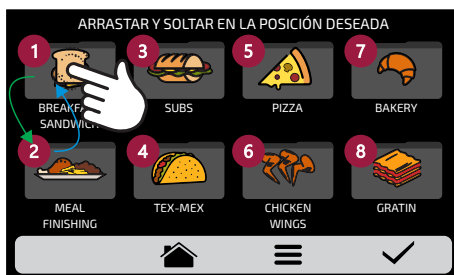 ARRASTAR Y SOLTAR EN LA POSICIÓN DESEADA
1
3
5
7
SANDWICH
SUBS
PIZZA
BAKERY
2
4
6
8
MEAL
FINISHING
TEX-MEX
CHICKEN
WINGS
GRATIN